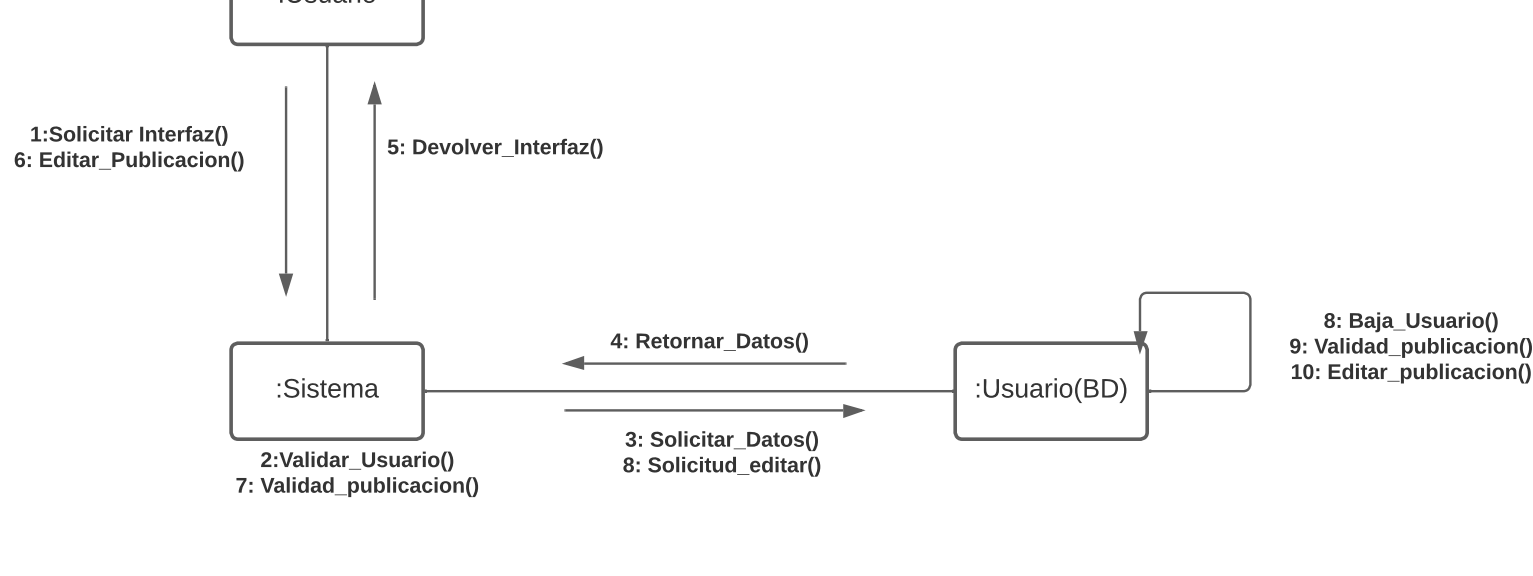 1:Solicitar Interfaz()
6: Editar_Publicacion()
5: Devolver_Interfaz()
4: Retornar_Datos()
:Sistema
:Usuario(BD)
8: Baja_Usuario()
9: Validad_publicacion()
10: Editar_publicacion()
3: Solicitar_Datos()
8: Solicitud_editar()
2:Validar_Usuario()
7: Validad_publicacion()